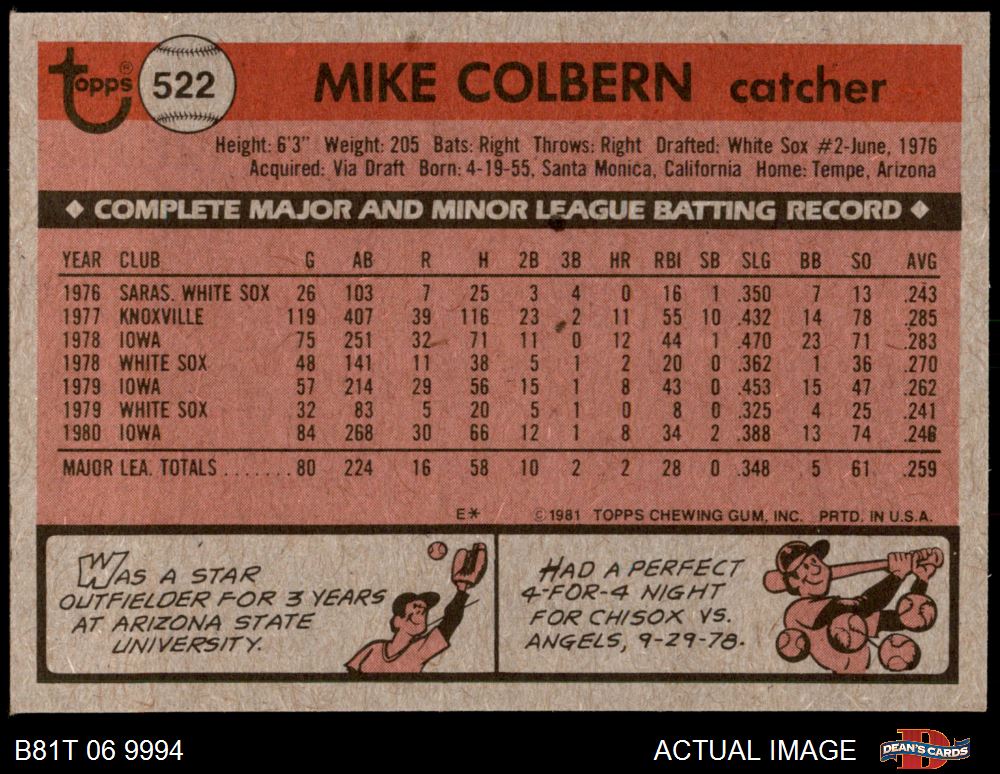 topps® 522 MIKE COLBERN catcher
Height: 6'3" Weight: 205 Bats: Right Throws: Right Drafted: White Sox #2-June, 1976
Acquired: Via Draft Born: 4-19-55, Santa Monica, California Home: Tempe, Arizona
◆ COMPLETE MAJOR AND MINOR LEAGUE BATTING RECORD ◆
YEAR CLUB G AB R H 2B 3B HR RBI SB SLG BB SO AVG
1976 SARAS. WHITE SOX 26 103 7 25 3 4 0 16 1 .350 7 13 .243
1977 KNOXVILLE 119 407 39 116 23 2 11 55 10 .432 14 78 .285
1978 IOWA 75 251 32 71 11 0 12 44 1 .470 23 71 .283
1978 WHITE SOX 48 141 11 38 5 1 2 20 0 .362 1 36 .270
1979 IOWA 57 214 29 56 15 1 8 43 0 .453 15 47 .262
1979 WHITE SOX 32 83 5 20 5 1 0 8 0 .325 4 25 .241
1980 IOWA 84 268 30 66 12 1 8 34 2 .388 13 74 .246
MAJOR LEA. TOTALS.......80 224 16 58 10 2 2 28 0 .348 5 61 .259
E* © 1981 TOPPS CHEWING GUM, INC. PRTD. IN U.S.A.
WAS A STAR
OUTFIELDER FOR 3 YEARS
AT ARIZONA STATE
UNIVERSITY.
HAD A PERFECT
4-FOR-4 NIGHT
FOR CHISOX VS.
ANGELS, 9-29-78.
B81T 06 9994 ACTUAL IMAGE DEAN'S CARDS